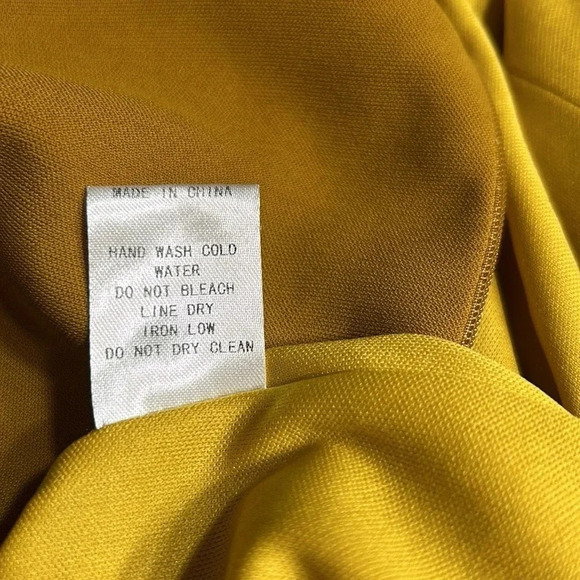 MADE IN CHINA
HAND WASH COLD
WATER
DO NOT BLEACH
LINE DRY
IRON LOW
DO NOT DRY CLEAN